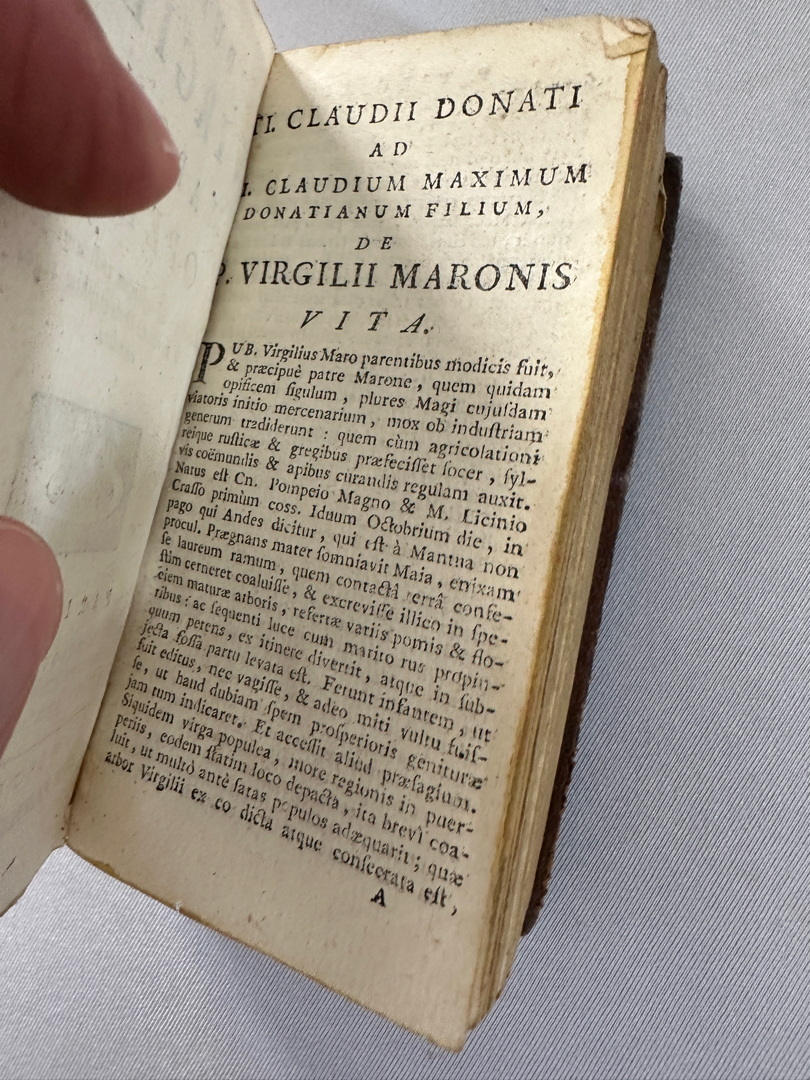 TI. CLAUDII DONATI
AD
I. CLAUDIUM MAXIMUM
DONATIANUM FILIUM,
DE
P. VIRGILII MARONIS
VITA.
PUB. Virgilius Maro parentibus modicis fuit,
& præcipuè patre Marone, quem quidam
opificem figulum, plures Magi cujuſdam
viatoris initio mercenarium, mox ob induſtriam
generum tradiderunt : quem cùm agricolationi
reique ruſticæ & gregibus præfeciſſet ſocer, ſyl-
vis coëmundis & apibus curandis regulam auxit.
Natus eſt Cn. Pompeio Magno & M. Licinio
Craſſo primùm coss. Iduum Octobrium die, in
pago qui Andes dicitur, qui eſt à Mantua non
procul. Prægnans mater ſomniavit Maia, enixam
ſe laureum ramum, quem contactâ terrâ confe-
ſtim cerneret coaluiſſe, & excreviſſe illico in ſpe-
ciem maturæ arboris, refertæ variis pomis & flo-
ribus : ac ſequenti luce cum marito rus propin-
quum petens, ex itinere divertit, atque in ſub-
jecta foſſa partu levata eſt. Ferunt infantem, ut
fuit editus, nec vagiſſe, & adeo miti vultu fuiſ-
ſe, ut haud dubiam ſpem proſperioris genituræ
jam tum indicaret. Et acceſſit aliud præſagium.
Siquidem virga populea, more regionis in puer-
periis, eodem ſtatim loco depacta, ita brevi coa-
luit, ut multò antè ſatas populos adæquarit ; quæ
arbor Virgilii ex eo dicta atque conſecrata eſt,
A